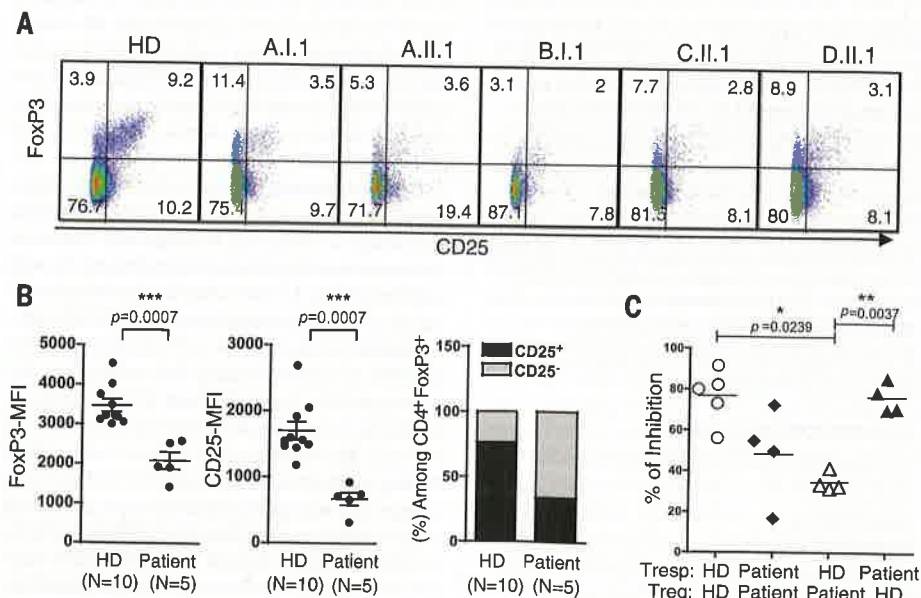 A
HD A.I.1 A.II.1 B.I.1 C.II.1 D.II.1
3.9 9.2 11.4 3.5 5.3 3.6 3.1 2 7.7 2.8 8.9 3.1
FoxP3
76.7 10.2 75.4 9.7 71.7 19.4 87.1 7.8 81.5 8.1 80 8.1
CD25
B
***
p=0.0007
FoxP3-MFI
5000
4000
3000
2000
1000
0
HD Patient
(N=10) (N=5)
***
p=0.0007
CD25-MFI
3000
2000
1000
0
HD Patient
(N=10) (N=5)
(%) Among CD4+FoxP3+
150
100
50
0
CD25+
CD25-
HD Patient
(N=10) (N=5)
C
*
p=0.0239
**
p=0.0037
% of Inhibition
100
80
60
40
20
0
Tresp: HD Patient HD Patient
Treg: HD Patient Patient HD